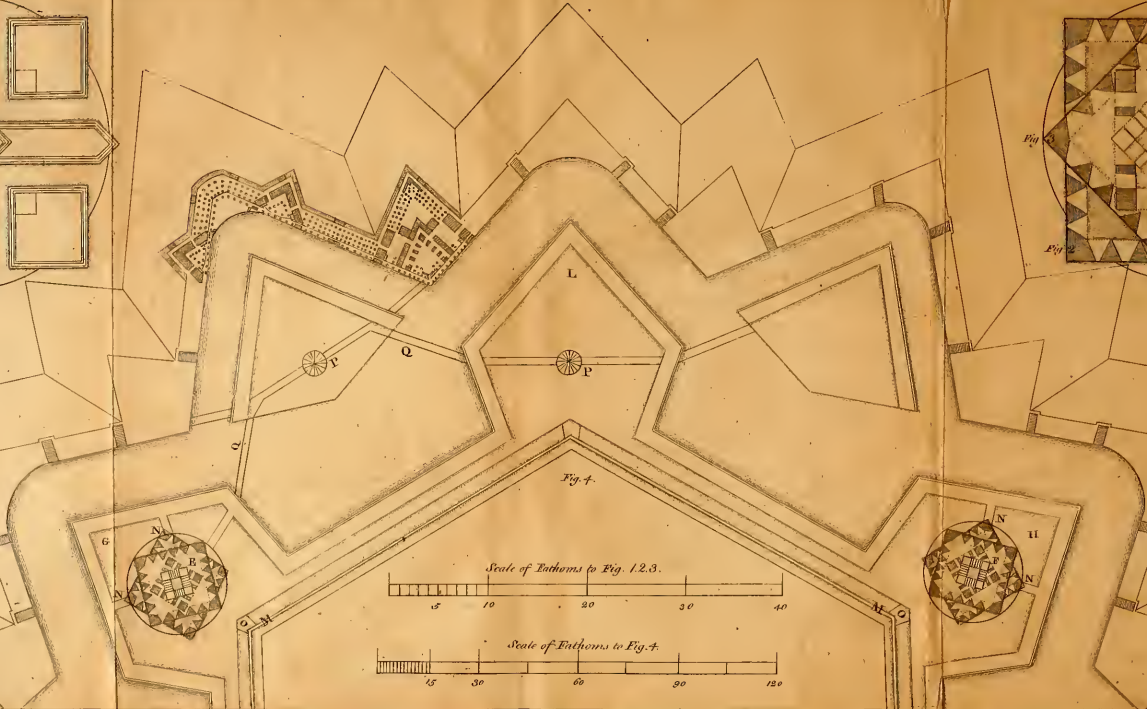 Fig
Fig 2
L
P
Q
P
Q
Fig. 4.
G
N
E
N
N
H
F
N
Scale of Fathoms to Fig. 1.2.3.
5 10 20 30 40
O
M
M
O
Scale of Fathoms to Fig. 4.
15 30 60 90 120